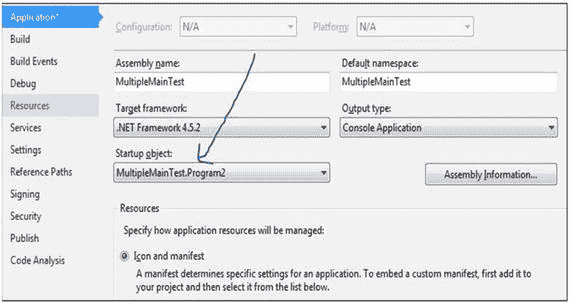 Application*
Configuration: N/A Platform: N/A
Build
Build Events
Debug
Resources
Services
Settings
Reference Paths
Signing
Security
Publish
Code Analysis
Assembly name: Default namespace:
MultipleMainTest MultipleMainTest
Target framework: Output type:
.NET Framework 4.5.2 Console Application
Startup object:
MultipleMainTest.Program2 Assembly Information...
Resources
Specify how application resources will be managed:
Icon and manifest
A manifest determines specific settings for an application. To embed a custom manifest, first add it to
your project and then select it from the list below.